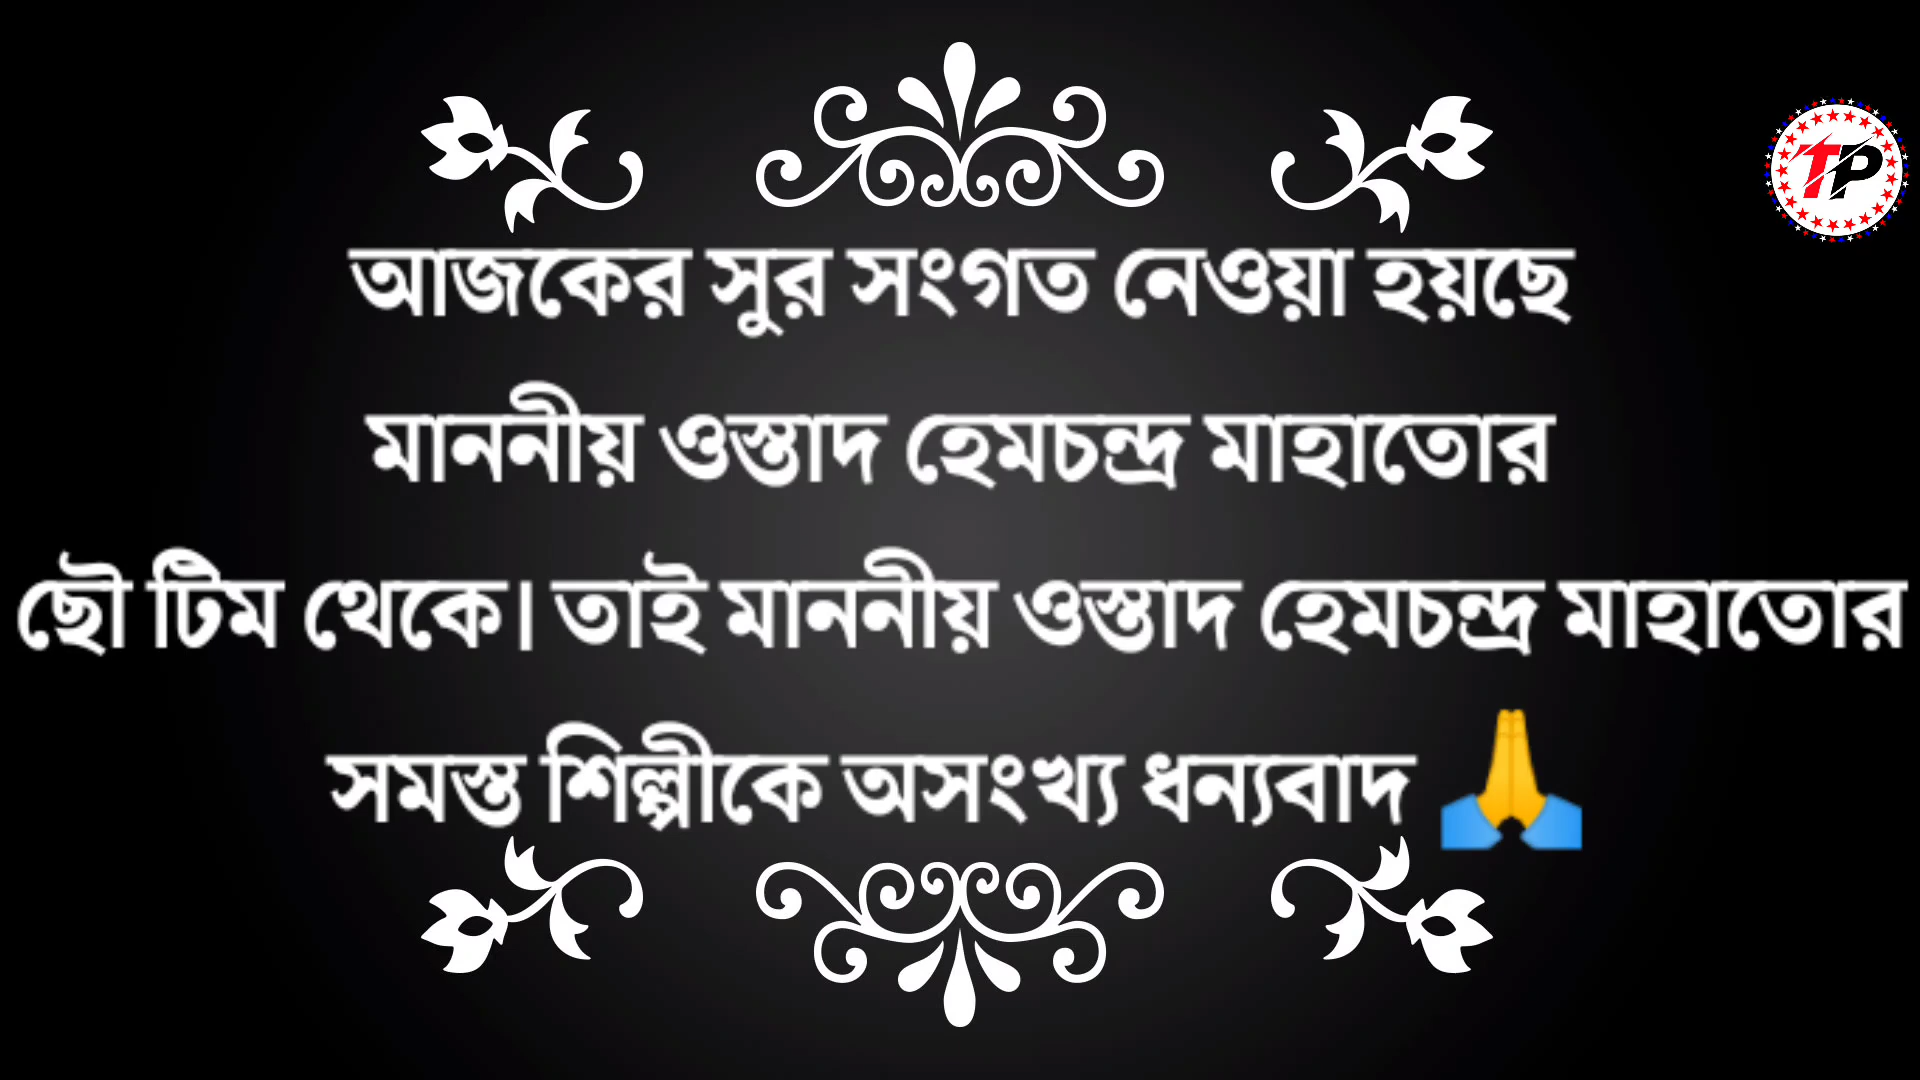 আজকের সুর সংগত নেওয়া হয়ছে
মাননীয় ওস্তাদ হেমচন্দ্র মাহাতোর
ছৌ টিম থেকে। তাই মাননীয় ওস্তাদ হেমচন্দ্র মাহাতোর
সমস্ত শিল্পীকে অসংখ্য ধন্যবাদ 🙏
TP